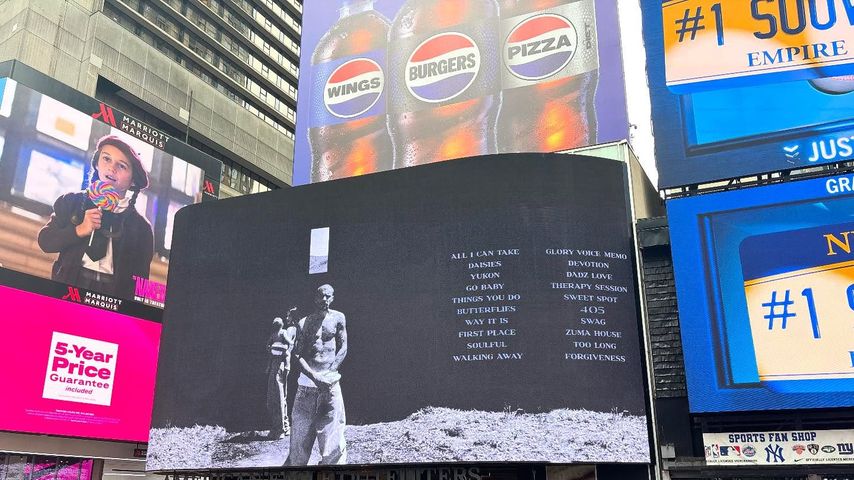 WINGS
BURGERS
PIZZA
#1 SOUV
EMPIRE
JUST
GRA
#1
SPORTS FAN SHOP
NY
MARRIOTT
MARQUIS
MARRIOTT
MARQUIS
5-Year
Price
Guarantee
included
ALL I CAN TAKE
DAISIES
YUKON
GO BABY
THINGS YOU DO
BUTTERFLIES
WAY IT IS
FIRST PLACE
SOULFUL
WALKING AWAY
GLORY VOICE MEMO
DEVOTION
DADZ LOVE
THERAPY SESSION
SWEET SPOT
405
SWAG
ZUMA HOUSE
TOO LONG
FORGIVENESS